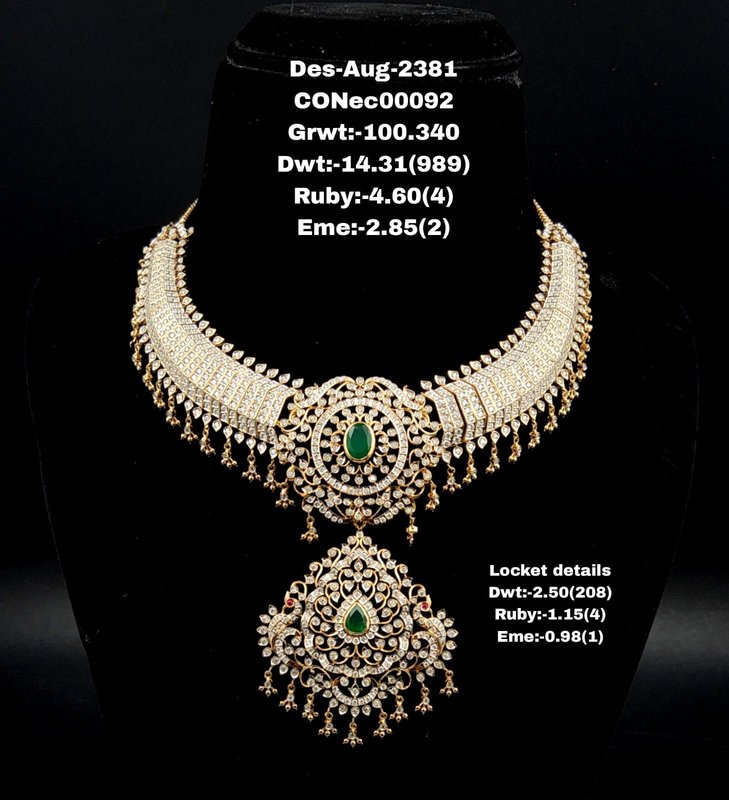 Des-Aug-2381
CONec00092
Grwt:-100.340
Dwt:-14.31(989)
Ruby:-4.60(4)
Eme:-2.85(2)
Locket details
Dwt:-2.50(208)
Ruby:-1.15(4)
Eme:-0.98(1)